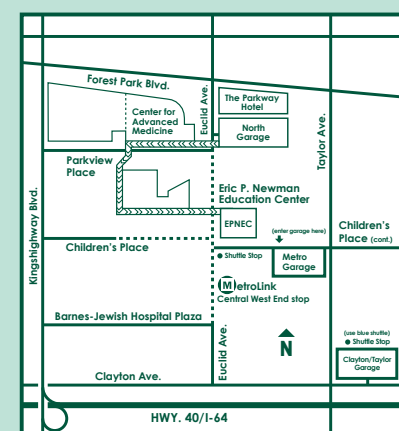 Forest Park Blvd.
Euclid Ave.
The Parkway
Hotel
Center for
Advanced
Medicine
North
Garage
Taylor Ave.
Parkview
Place
Kingshighway Blvd.
Eric P. Newman
Education Center
EPNEC
(enter garage here)
Children's
Place (cont.)
Children's Place
Shuttle Stop
Metro
Garage
MetroLink
Central West End stop
Barnes-Jewish Hospital Plaza
Euclid Ave.
N
(use blue shuttle)
Shuttle Stop
Clayton/Taylor
Garage
Clayton Ave.
HWY. 40/I-64